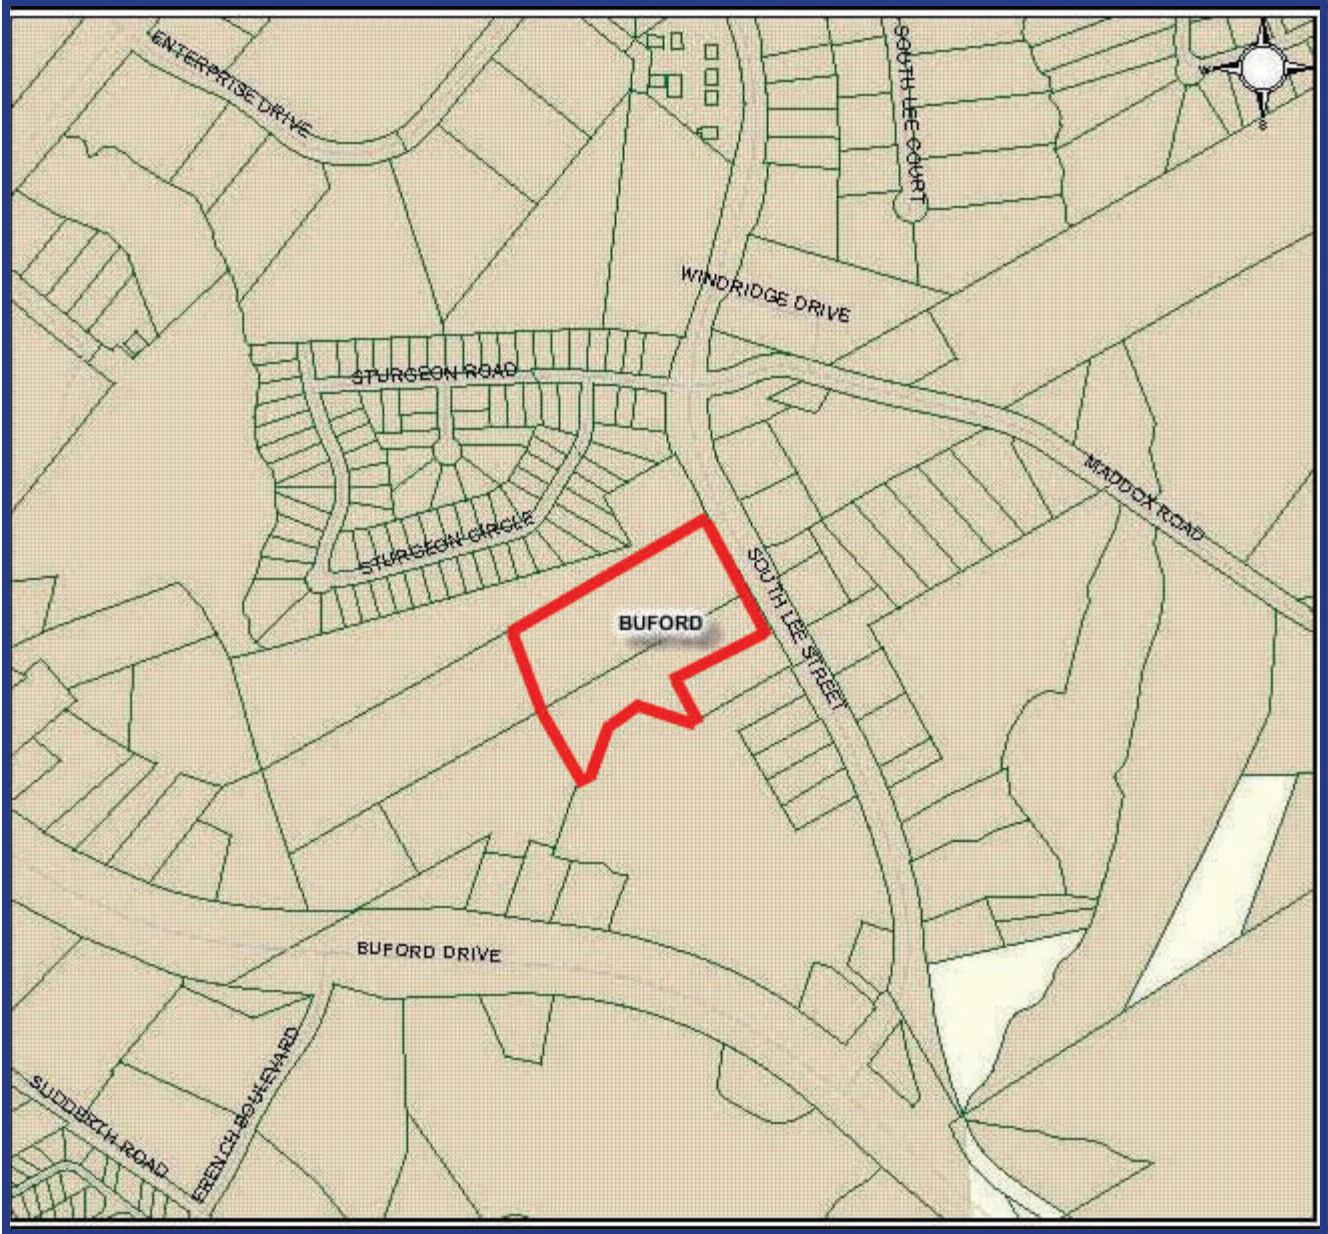 ENTERPRISE DRIVE
SOUTH LEE COURT
W
S
WINDRIDGE DRIVE
STURGEON ROAD
MADDOX ROAD
STURGEON CIRCLE
SOUTH LEE STREET
BUFORD
BUFORD DRIVE
FRENCH BOULEVARD
SUDDERTH ROAD